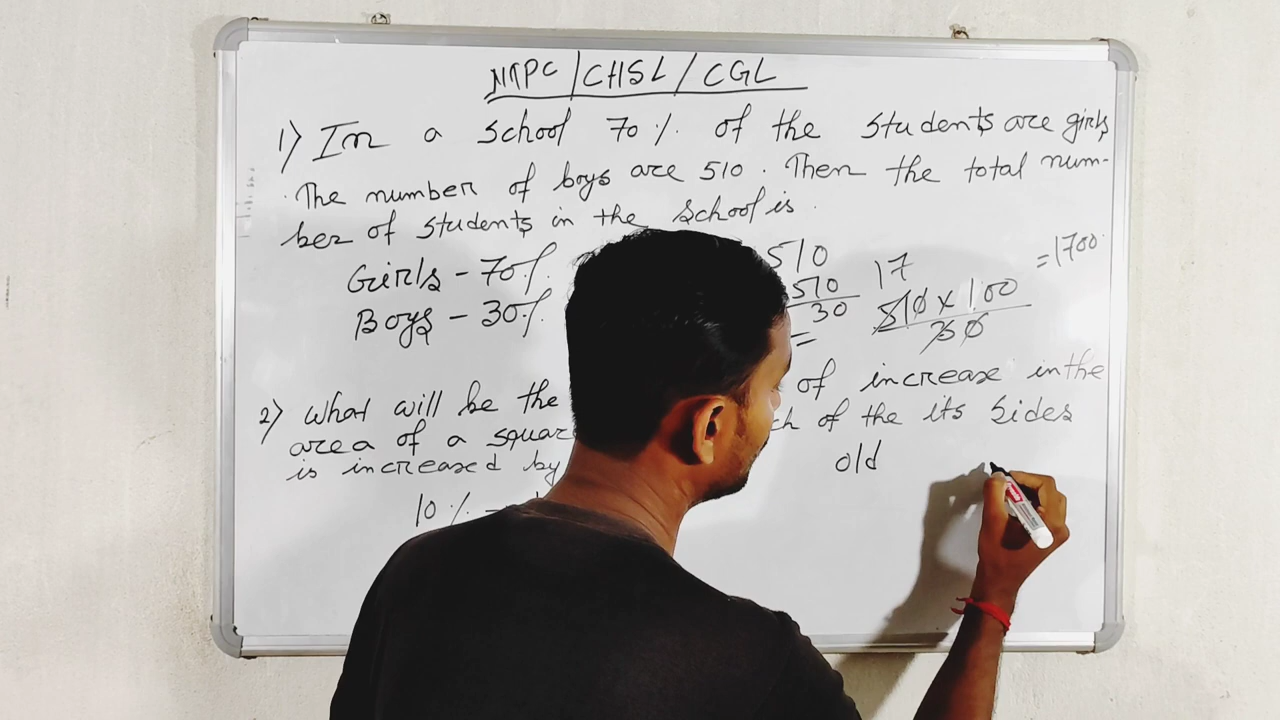 NTPC / CHSL / CGL
1) In a school 70% of the students are girls
. The number of boys are 510 . Then the total num-
ber of students in the school is .
Girls - 70%
Boys - 30%
510
510
30
=
17
510 x 100
30
= 1700
2) What will be the of increase in the
area of a squar ch of the its sides
is increased by
10% -
old